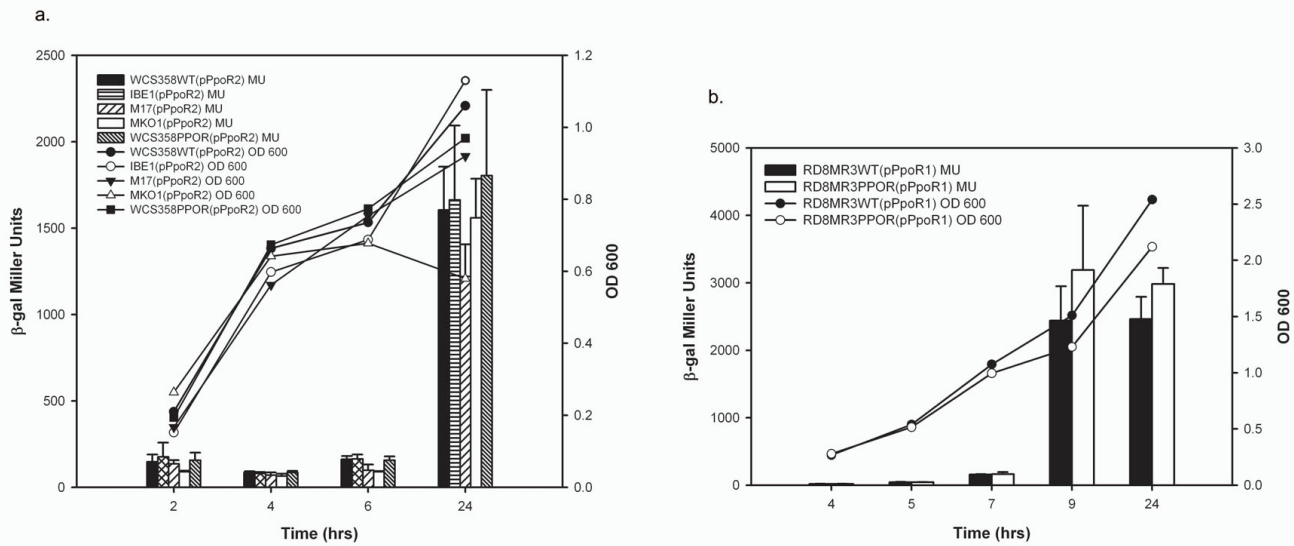 a.
2500
2000
1500
1000
500
0
β-gal Miller Units
WCS358WT(pPpoR2) MU
IBE1(pPpoR2) MU
M17(pPpoR2) MU
MKO1(pPpoR2) MU
WCS358PPOR(pPpoR2) MU
WCS358WT(pPpoR2) OD 600
IBE1(pPpoR2) OD 600
M17(pPpoR2) OD 600
MKO1(pPpoR2) OD 600
WCS358PPOR(pPpoR2) OD 600
1.2
1.0
0.8
0.6
0.4
0.2
0.0
OD 600
2 4 6 24
Time (hrs)
b.
5000
4000
3000
2000
1000
0
β-gal Miller Units
RD8MR3WT(pPpoR1) MU
RD8MR3PPOR(pPpoR1) MU
RD8MR3WT(pPpoR1) OD 600
RD8MR3PPOR(pPpoR1) OD 600
3.0
2.5
2.0
1.5
1.0
0.5
0.0
OD 600
4 5 7 9 24
Time (hrs)